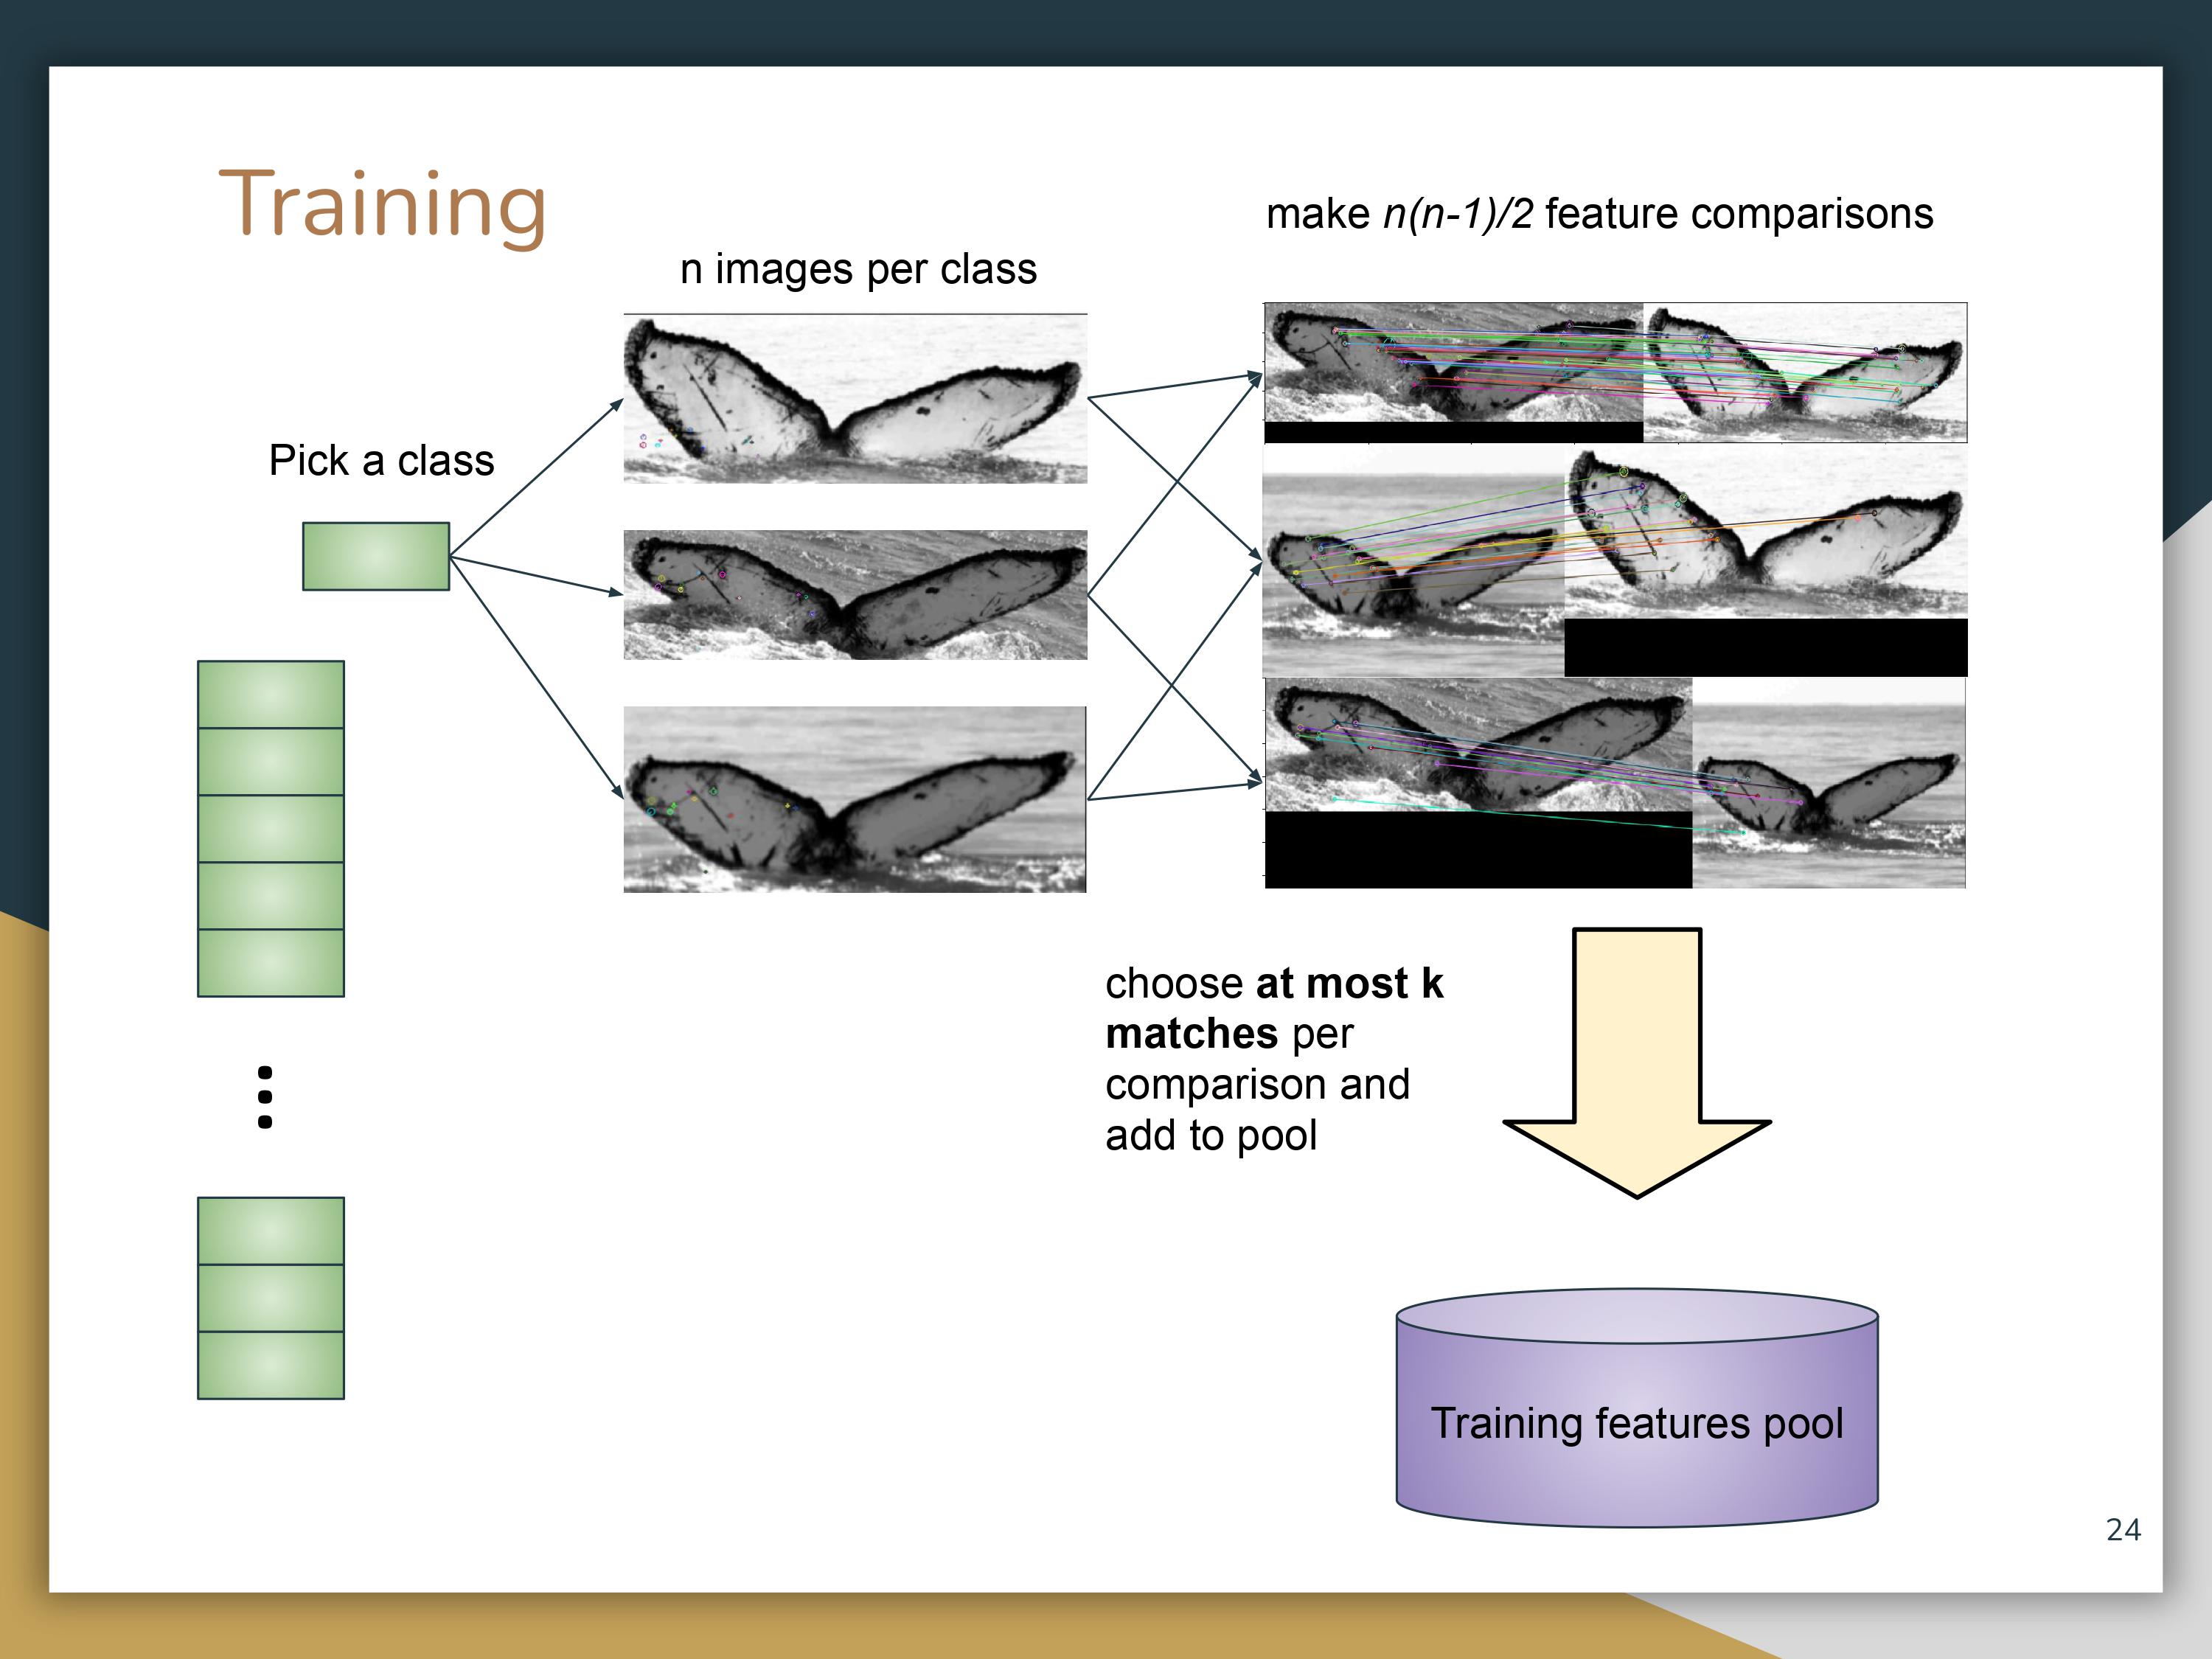 Training
n images per class
make n(n-1)/2 feature comparisons
Pick a class
choose at most k
matches per
comparison and
add to pool
Training features pool
24